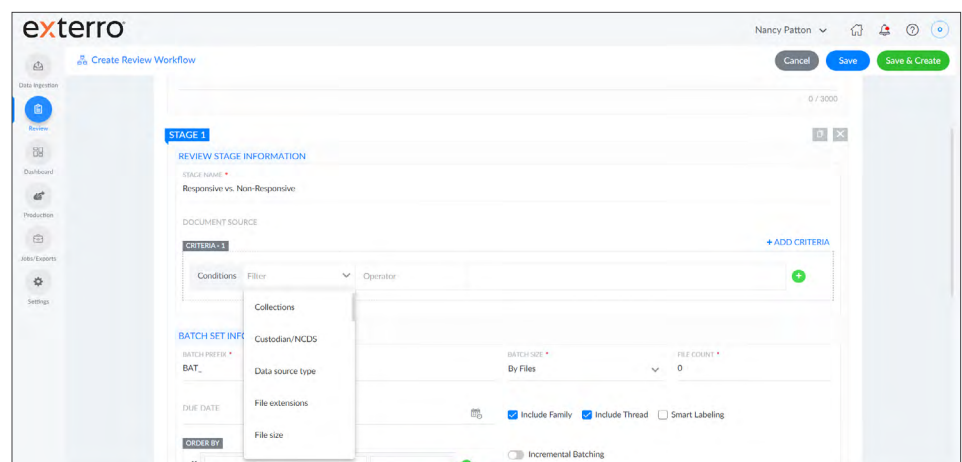 exterro
Nancy Patton
Create Review Workflow
Cancel
Save
Save & Create
Data Ingestion
Review
Dashboard
Production
Jobs/Exports
Settings
0 / 3000
STAGE 1
REVIEW STAGE INFORMATION
STAGE NAME *
Responsive vs. Non-Responsive
DOCUMENT SOURCE
CRITERIA - 1
+ ADD CRITERIA
Conditions Filter Operator
Collections
Custodian/NCDS
Data source type
File extensions
File size
BATCH SET INFO
BATCH PREFIX * BATCH SIZE * FILE COUNT *
BAT_ By Files 0
DUE DATE
Include Family Include Thread Smart Labeling
ORDER BY
Incremental Batching